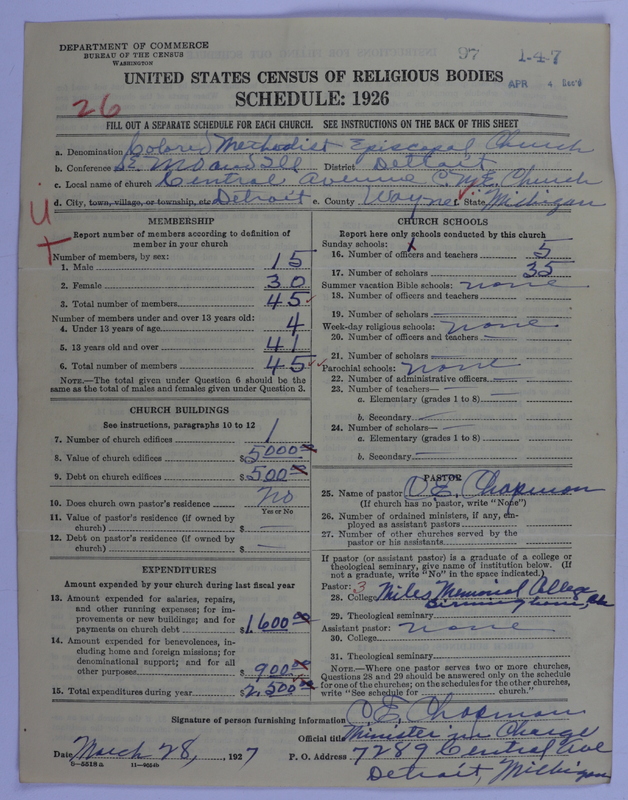 DEPARTMENT OF COMMERCE
BUREAU OF THE CENSUS
WASHINGTON
97 1-4-7
APR 4
UNITED STATES CENSUS OF RELIGIOUS BODIES
SCHEDULE: 1926
26
FILL OUT A SEPARATE SCHEDULE FOR EACH CHURCH. SEE INSTRUCTIONS ON THE BACK OF THIS SHEET
a. Denomination Colored Methodist Episcopal Church
b. Conference District Detroit
c. Local name of church Central Avenue C.M.E. Church
d. City, town, village, or township, etc Detroit e. County Wayne f. State, Michigan
MEMBERSHIP
Report number of members according to definition of
member in your church
Number of members, by sex:
1. Male 15
2. Female 30
3. Total number of members 45
Number of members under and over 13 years old:
4. Under 13 years of age 4
5. 13 years old and over 41
6. Total number of members 45
NOTE.—The total given under Question 6 should be the
same as the total of males and females given under Question 3.
CHURCH BUILDINGS
See instructions, paragraphs 10 to 12
7. Number of church edifices 1
8. Value of church edifices $5000.00
9. Debt on church edifices $500.00
10. Does church own pastor's residence No
Yes or No
11. Value of pastor's residence (if owned by
church) $ —
12. Debt on pastor's residence (if owned by
church) $ —
EXPENDITURES
Amount expended by your church during last fiscal year
13. Amount expended for salaries, repairs,
and other running expenses; for im-
provements or new buildings; and for
payments on church debt $1,600.00
14. Amount expended for benevolences, in-
cluding home and foreign missions; for
denominational support; and for all
other purposes $900.00
15. Total expenditures during year $2,500.00
CHURCH SCHOOLS
Report here only schools conducted by this church
Sunday schools:
16. Number of officers and teachers 5
17. Number of scholars 35
Summer vacation Bible schools: none
18. Number of officers and teachers
19. Number of scholars —
Week-day religious schools: none
20. Number of officers and teachers —
21. Number of scholars —
Parochial schools: none
22. Number of administrative officers —
23. Number of teachers—
a. Elementary (grades 1 to 8) —
b. Secondary —
24. Number of scholars—
a. Elementary (grades 1 to 8)
b. Secondary —
PASTOR
25. Name of pastor C. E. Chapman
(If church has no pastor, write "None")
26. Number of ordained ministers, if any, em-
ployed as assistant pastors
27. Number of other churches served by the
pastor or his assistants
If pastor (or assistant pastor) is a graduate of a college or
theological seminary, give name of institution below. (If
not a graduate, write "No" in the space indicated.)
Pastor: 3
28. College Miles Memorial College
Birmingham, Ala
29. Theological seminary
Assistant pastor: none
30. College
31. Theological seminary
NOTE.—Where one pastor serves two or more churches,
Questions 28 and 29 should be answered only on the schedule
for one of the churches; on the schedules for the other churches,
write "See schedule for church."
Signature of person furnishing information C. E. Chapman
Official title Minister in Charge
Date March 28, 1927 P. O. Address 7289 Central Ave
8-5518a 11-9054b Detroit, Michigan